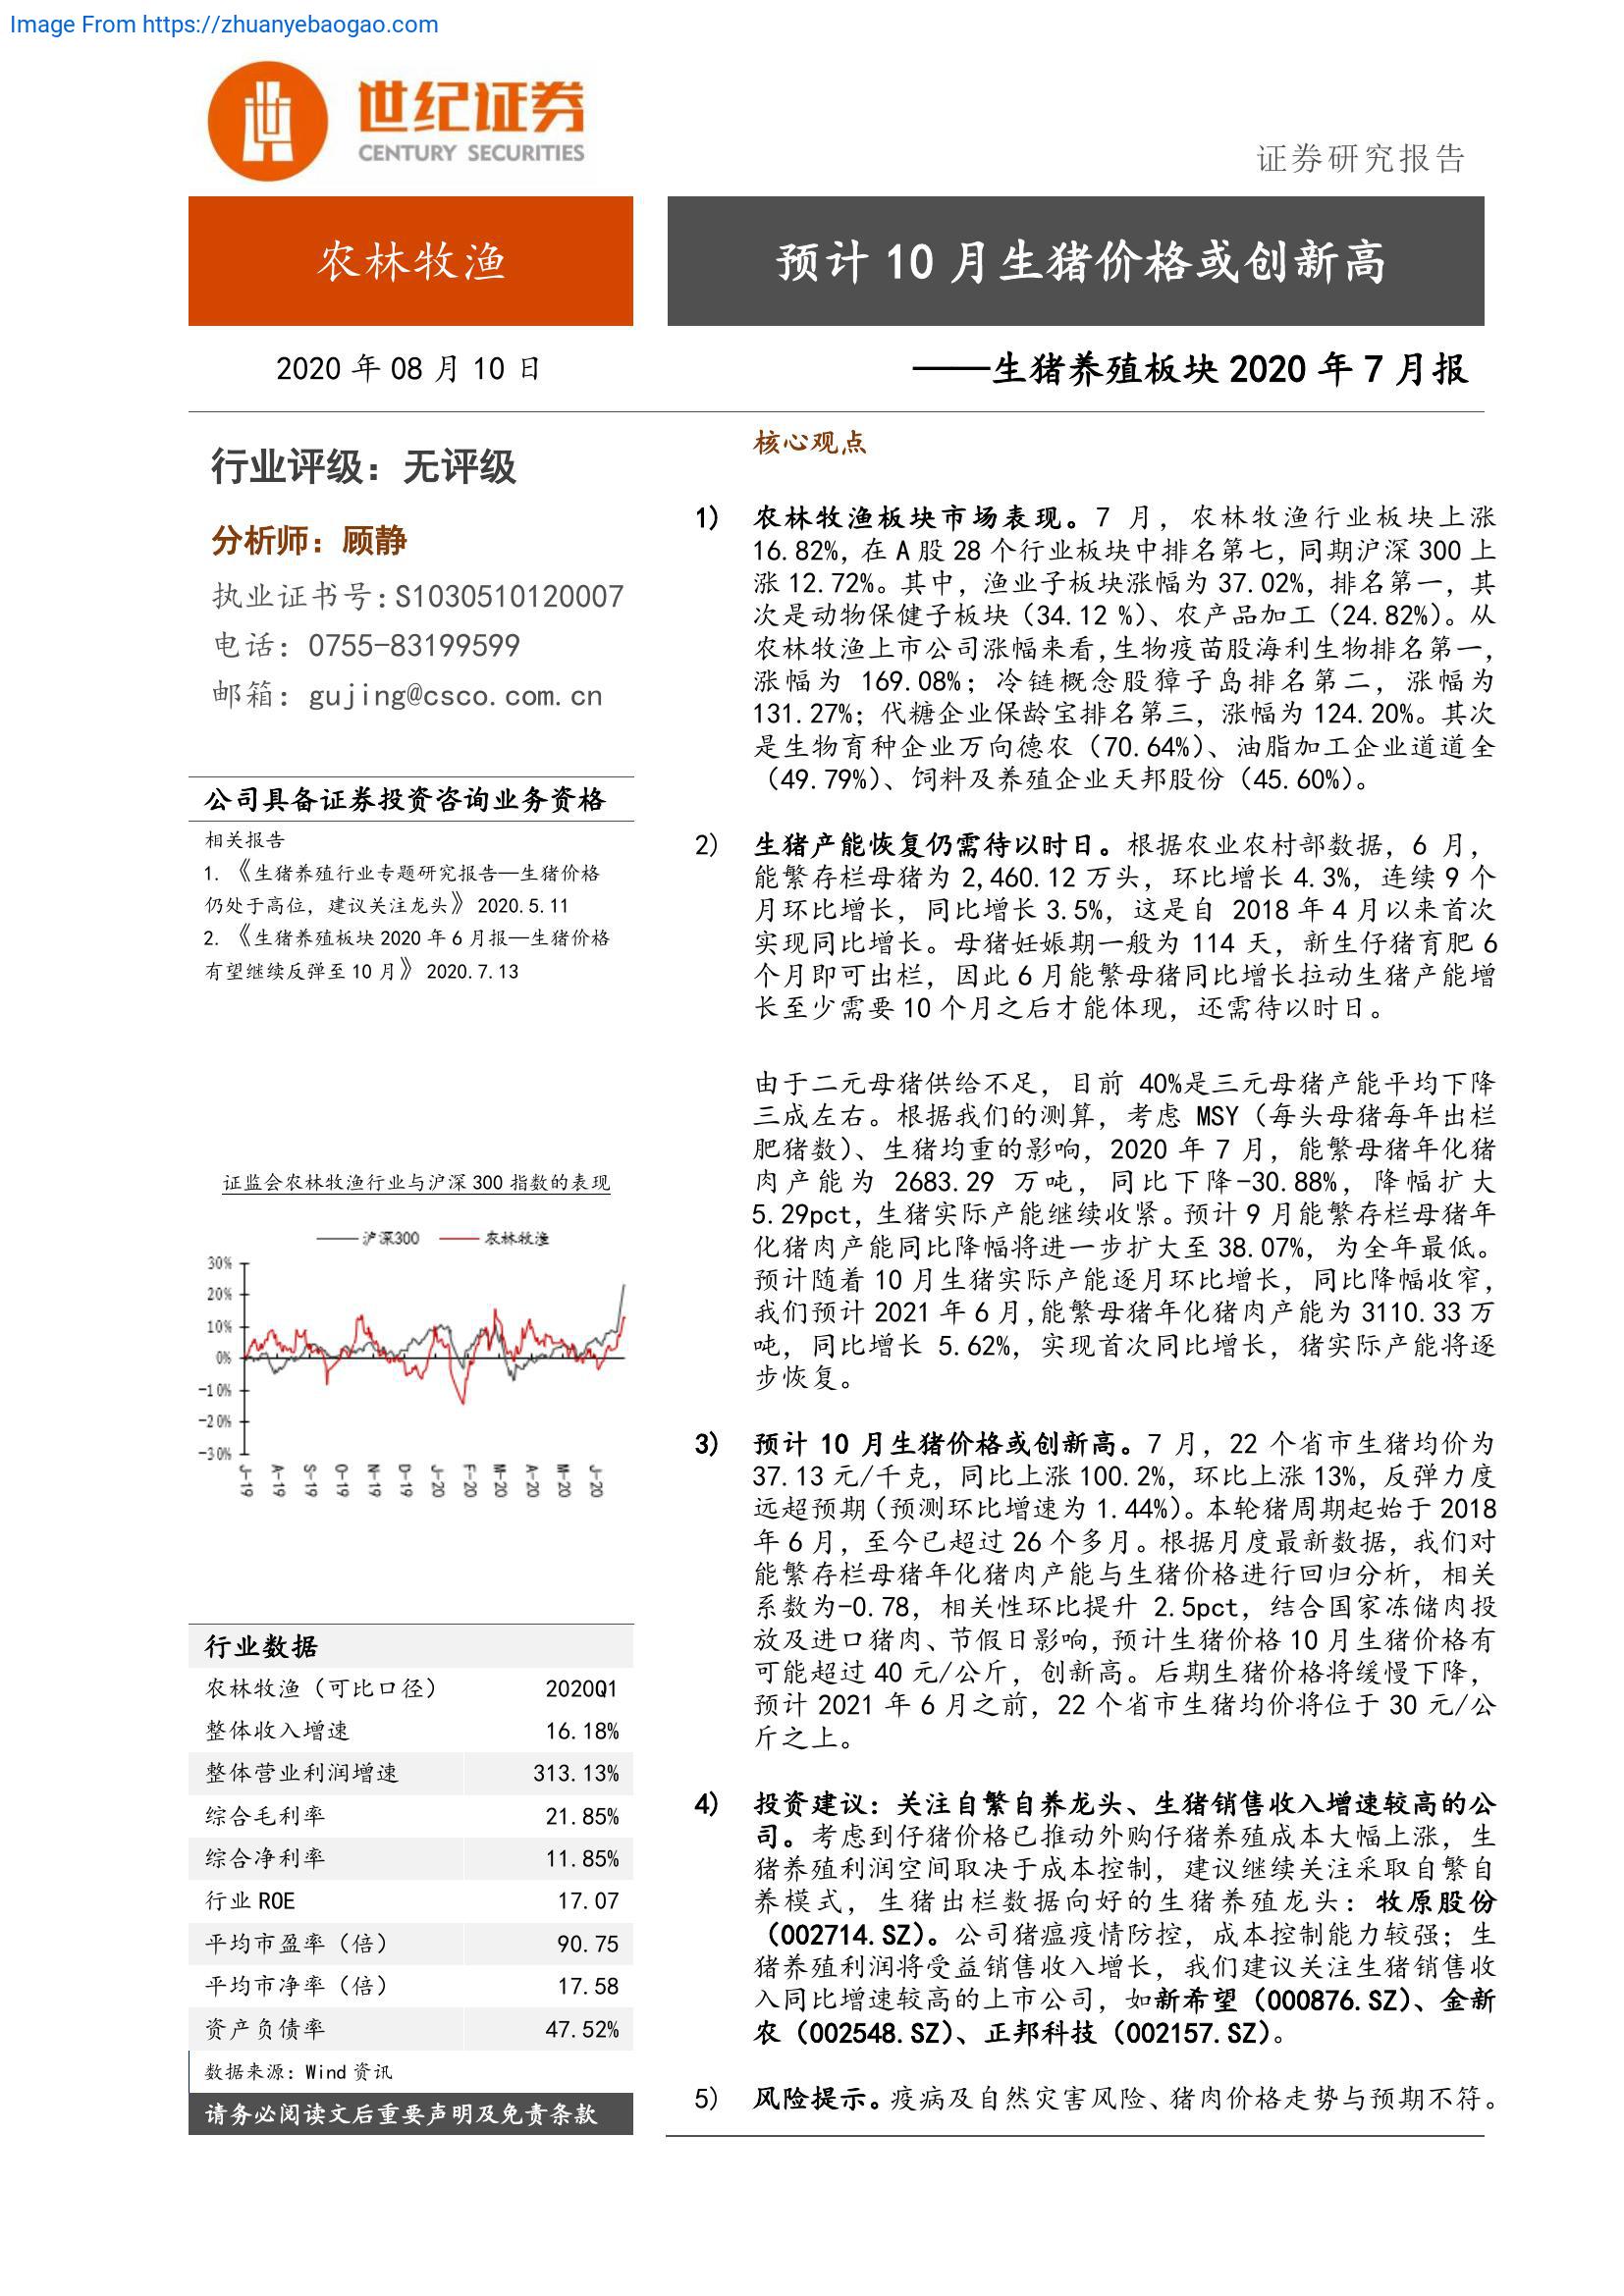 Image From https://zhuanyebaogao.com
世纪证券
CENTURY SECURITIES
证券研究报告
农林牧渔
预计 10 月生猪价格或创新高
2020 年 08 月 10 日
——生猪养殖板块 2020 年 7 月报
行业评级：无评级
分析师：顾静
执业证书号：S1030510120007
电话：0755-83199599
邮箱：gujing@csco.com.cn
公司具备证券投资咨询业务资格
相关报告
1. 《生猪养殖行业专题研究报告—生猪价格
仍处于高位，建议关注龙头》2020.5.11
2. 《生猪养殖板块 2020 年 6 月报—生猪价格
有望继续反弹至 10 月》2020.7.13
证监会农林牧渔行业与沪深 300 指数的表现
沪深300 农林牧渔
30%
20%
10%
0%
-10%
-20%
-30%
J-19 A-19 S-19 O-19 N-19 D-19 J-20 F-20 M-20 A-20 M-20 J-20
行业数据
农林牧渔（可比口径） 2020Q1
整体收入增速 16.18%
整体营业利润增速 313.13%
综合毛利率 21.85%
综合净利率 11.85%
行业 ROE 17.07
平均市盈率（倍） 90.75
平均市净率（倍） 17.58
资产负债率 47.52%
数据来源：Wind 资讯
请务必阅读文后重要声明及免责条款
核心观点
1) 农林牧渔板块市场表现。7 月，农林牧渔行业板块上涨
16.82%，在 A 股 28 个行业板块中排名第七，同期沪深 300 上
涨 12.72%。其中，渔业子板块涨幅为 37.02%，排名第一，其
次是动物保健子板块（34.12 %）、农产品加工（24.82%）。从
农林牧渔上市公司涨幅来看，生物疫苗股海利生物排名第一，
涨幅为 169.08%；冷链概念股獐子岛排名第二，涨幅为
131.27%；代糖企业保龄宝排名第三，涨幅为 124.20%。其次
是生物育种企业万向德农（70.64%）、油脂加工企业道道全
（49.79%）、饲料及养殖企业天邦股份（45.60%）。
2) 生猪产能恢复仍需待以时日。根据农业农村部数据，6 月，
能繁存栏母猪为 2,460.12 万头，环比增长 4.3%，连续 9 个
月环比增长，同比增长 3.5%，这是自 2018 年 4 月以来首次
实现同比增长。母猪妊娠期一般为 114 天，新生仔猪育肥 6
个月即可出栏，因此 6 月能繁母猪同比增长拉动生猪产能增
长至少需要 10 个月之后才能体现，还需待以时日。
由于二元母猪供给不足，目前 40%是三元母猪产能平均下降
三成左右。根据我们的测算，考虑 MSY（每头母猪每年出栏
肥猪数）、生猪均重的影响，2020 年 7 月，能繁母猪年化猪
肉产能为 2683.29 万吨，同比下降-30.88%，降幅扩大
5.29pct，生猪实际产能继续收紧。预计 9 月能繁存栏母猪年
化猪肉产能同比降幅将进一步扩大至 38.07%，为全年最低。
预计随着 10 月生猪实际产能逐月环比增长，同比降幅收窄，
我们预计 2021 年 6 月，能繁母猪年化猪肉产能为 3110.33 万
吨，同比增长 5.62%，实现首次同比增长，猪实际产能将逐
步恢复。
3) 预计 10 月生猪价格或创新高。7 月，22 个省市生猪均价为
37.13 元/千克，同比上涨 100.2%，环比上涨 13%，反弹力度
远超预期（预测环比增速为 1.44%）。本轮猪周期起始于 2018
年 6 月，至今已超过 26 个多月。根据月度最新数据，我们对
能繁存栏母猪年化猪肉产能与生猪价格进行回归分析，相关
系数为-0.78，相关性环比提升 2.5pct，结合国家冻储肉投
放及进口猪肉、节假日影响，预计生猪价格 10 月生猪价格有
可能超过 40 元/公斤，创新高。后期生猪价格将缓慢下降，
预计 2021 年 6 月之前，22 个省市生猪均价将位于 30 元/公
斤之上。
4) 投资建议：关注自繁自养龙头、生猪销售收入增速较高的公
司。考虑到仔猪价格已推动外购仔猪养殖成本大幅上涨，生
猪养殖利润空间取决于成本控制，建议继续关注采取自繁自
养模式，生猪出栏数据向好的生猪养殖龙头：牧原股份
（002714.SZ）。公司猪瘟疫情防控，成本控制能力较强；生
猪养殖利润将受益销售收入增长，我们建议关注生猪销售收
入同比增速较高的上市公司，如新希望（000876.SZ）、金新
农（002548.SZ）、正邦科技（002157.SZ）。
5) 风险提示。疫病及自然灾害风险、猪肉价格走势与预期不符。